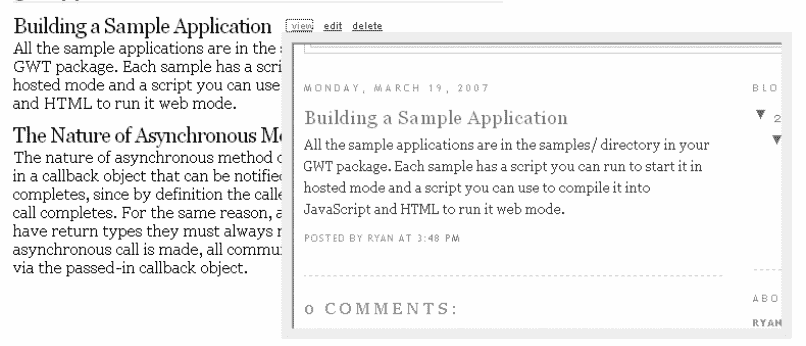 Building a Sample Application view edit delete
All the sample applications are in the
GWT package. Each sample has a scri
hosted mode and a script you can use
and HTML to run it web mode.
The Nature of Asynchronous M
The nature of asynchronous method
in a callback object that can be notifie
completes, since by definition the calle
call completes. For the same reason, a
have return types they must always
asynchronous call is made, all commu
via the passed-in callback object.
MONDAY, MARCH 19, 2007
Building a Sample Application
All the sample applications are in the samples/ directory in your
GWT package. Each sample has a script you can run to start it in
hosted mode and a script you can use to compile it into
JavaScript and HTML to run it web mode.
POSTED BY RYAN AT 3:48 PM
0 COMMENTS:
BLO
▼ 2
▼
ABO
RYAN